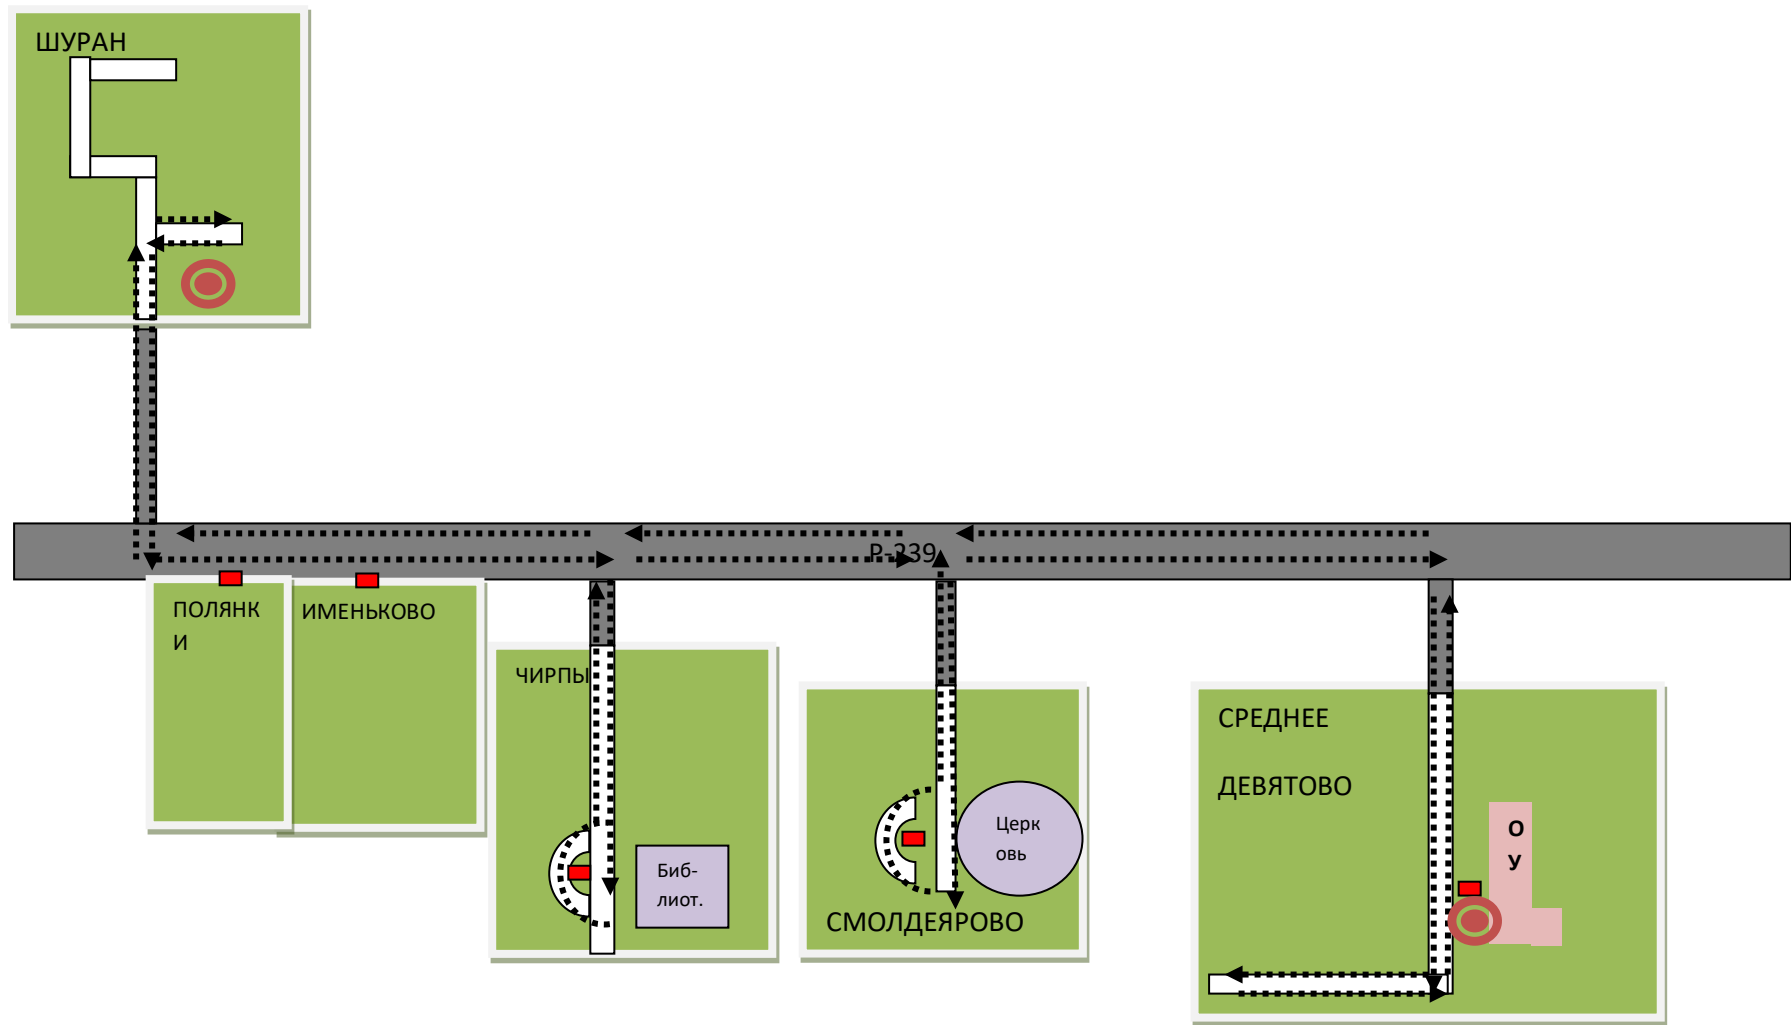 ШУРАН
Р-239
ПОЛЯНК
И
ИМЕНЬКОВО
ЧИРПЫ
СРЕДНЕЕ
ДЕВЯТОВО
Церк
овь
О
У
Биб-
лиот.
СМОЛДЕЯРОВО